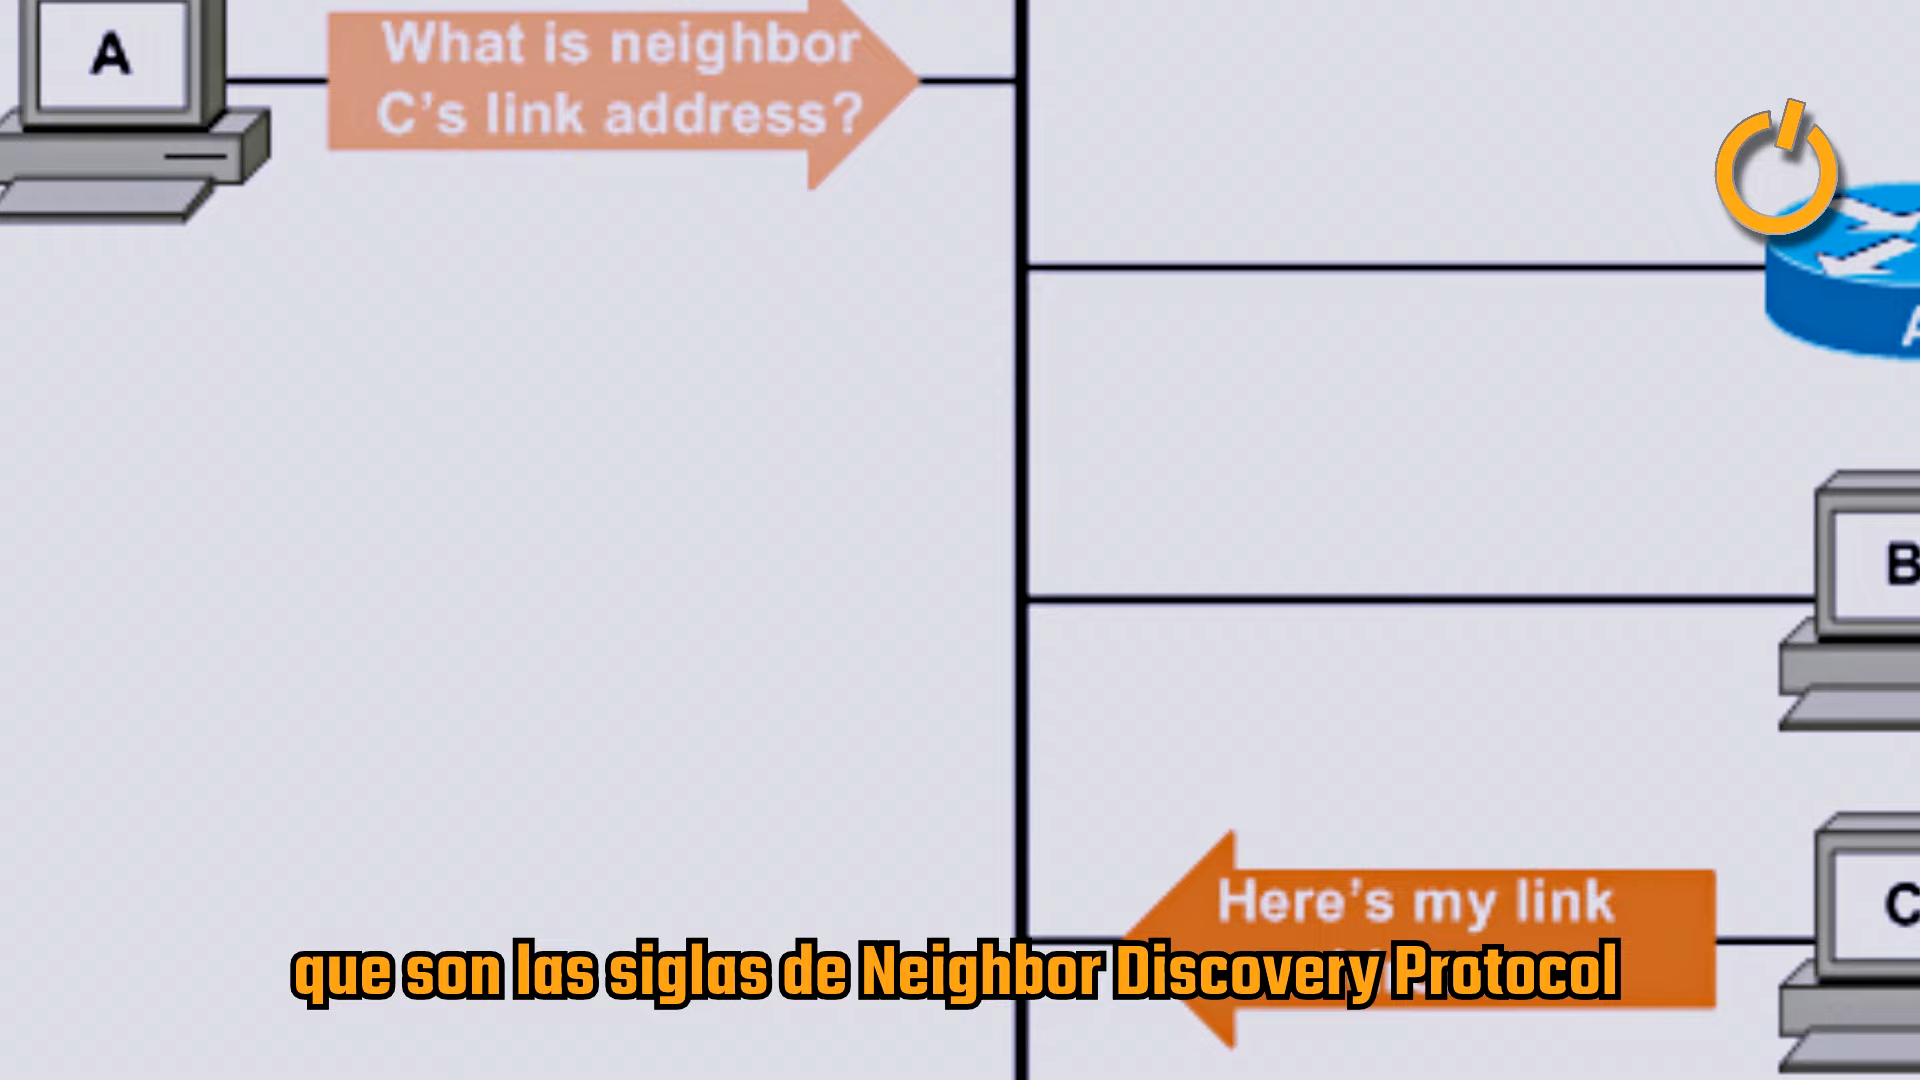 A
What is neighbor
C's link address?
B
Here's my link
C
que son las siglas de Neighbor Discovery Protocol